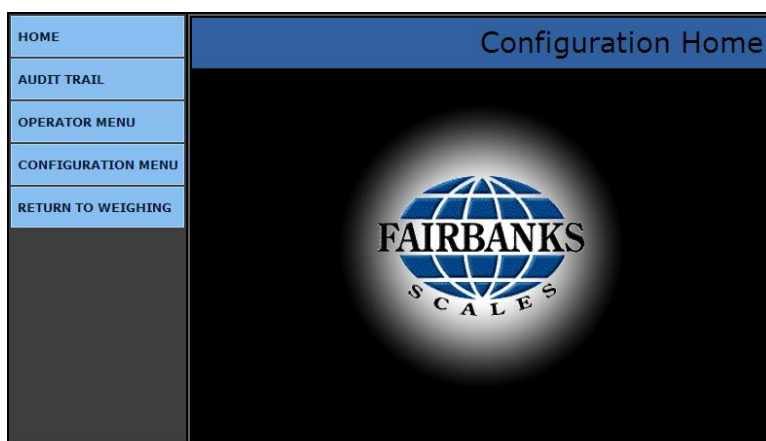 HOME
AUDIT TRAIL
OPERATOR MENU
CONFIGURATION MENU
RETURN TO WEIGHING
Configuration Home
FAIRBANKS
SCALES